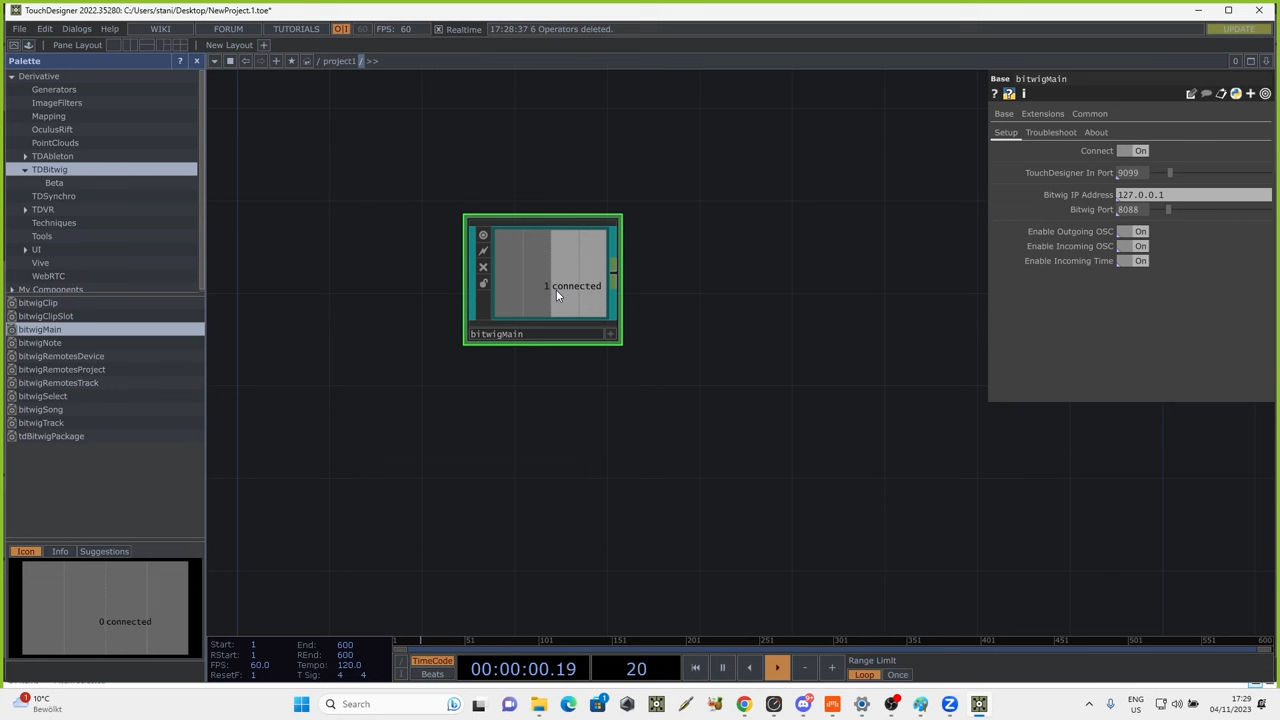 TouchDesigner 2022.35280: C:/Users/stani/Desktop/NewProject.1.toe*
File Edit Dialogs Help WIKI FORUM TUTORIALS O|I 60 FPS: 60 Realtime 17:28:37 6 Operators deleted. UPDATE
Pane Layout New Layout +
Palette ? x / project1 / >> 0
Derivative
Generators
ImageFilters
Mapping
OculusRift
PointClouds
TDAbleton
TDBitwig
Beta
TDSynchro
TDVR
Techniques
Tools
UI
Vive
WebRTC
My Components
bitwigClip
bitwigClipSlot
bitwigMain
bitwigNote
bitwigRemotesDevice
bitwigRemotesProject
bitwigRemotesTrack
bitwigSelect
bitwigSong
bitwigTrack
tdBitwigPackage
Icon Info Suggestions
0 connected
1 connected
bitwigMain
Base bitwigMain
? ? i
Base Extensions Common
Setup Troubleshoot About
Connect On
TouchDesigner In Port 9099
Bitwig IP Address 127.0.0.1
Bitwig Port 8088
Enable Outgoing OSC On
Enable Incoming OSC On
Enable Incoming Time On
1 51 101 151 201 251 301 351 401 451 501 551 600
Start: 1 End: 600
RStart: 1 REnd: 600
FPS: 60.0 Tempo: 120.0
ResetF: 1 T Sig: 4 4
TimeCode
Beats
00:00:00.19 20
Range Limit
Loop Once
10°C
Bewölkt
Search
ENG
US
17:29
04/11/2023